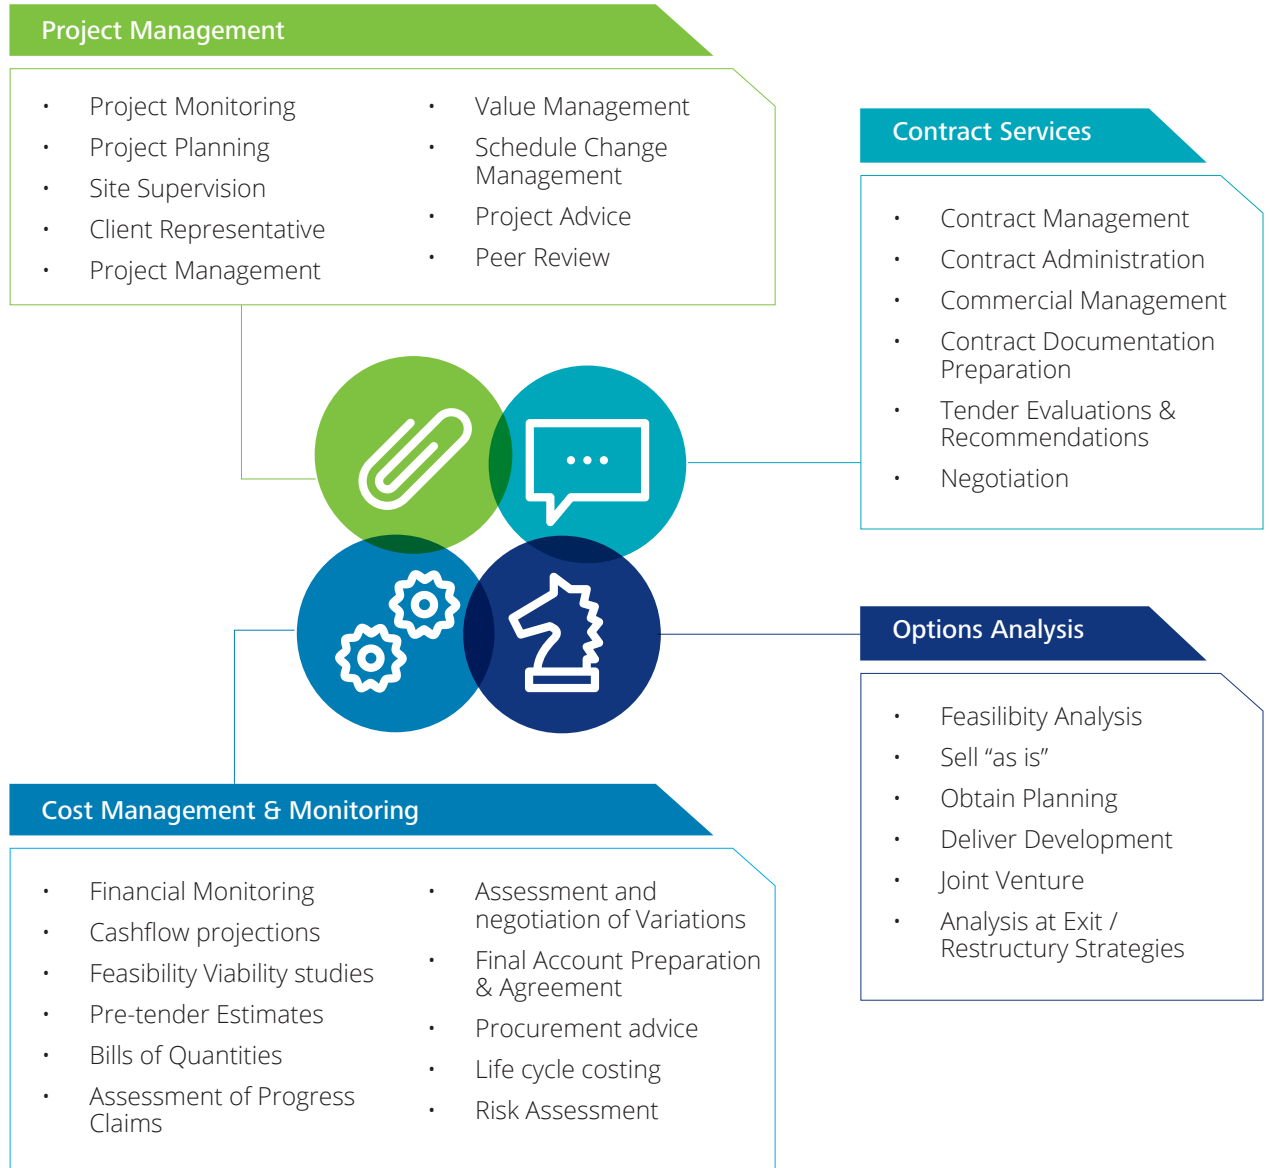 Project Management
Project Monitoring
Project Planning
Site Supervision
Client Representative
Project Management
Value Management
Schedule Change
Management
Project Advice
Peer Review
Contract Services
Contract Management
Contract Administration
Commercial Management
Contract Documentation
Preparation
Tender Evaluations &
Recommendations
Negotiation
Options Analysis
Feasilibity Analysis
Sell “as is”
Obtain Planning
Deliver Development
Joint Venture
Analysis at Exit /
Restructury Strategies
Cost Management & Monitoring
Financial Monitoring
Cashflow projections
Feasibility Viability studies
Pre-tender Estimates
Bills of Quantities
Assessment of Progress
Claims
Assessment and
negotiation of Variations
Final Account Preparation
& Agreement
Procurement advice
Life cycle costing
Risk Assessment